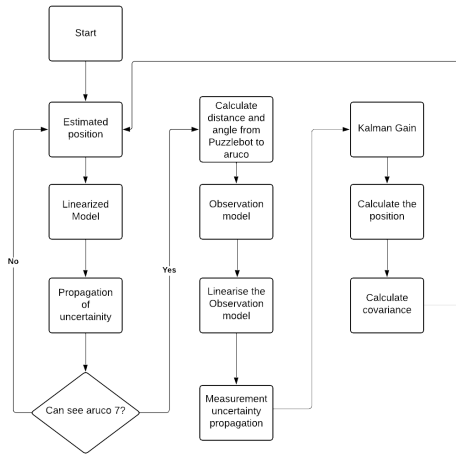 Start
Estimated
position
Linearized
Model
Propagation
of
uncertainity
Can see aruco 7?
No
Yes
Calculate
distance and
angle from
Puzzlebot to
aruco
Observation
model
Linearise the
Observation
model
Measurement
uncertainty
propagation
Kalman Gain
Calculate the
position
Calculate
covariance